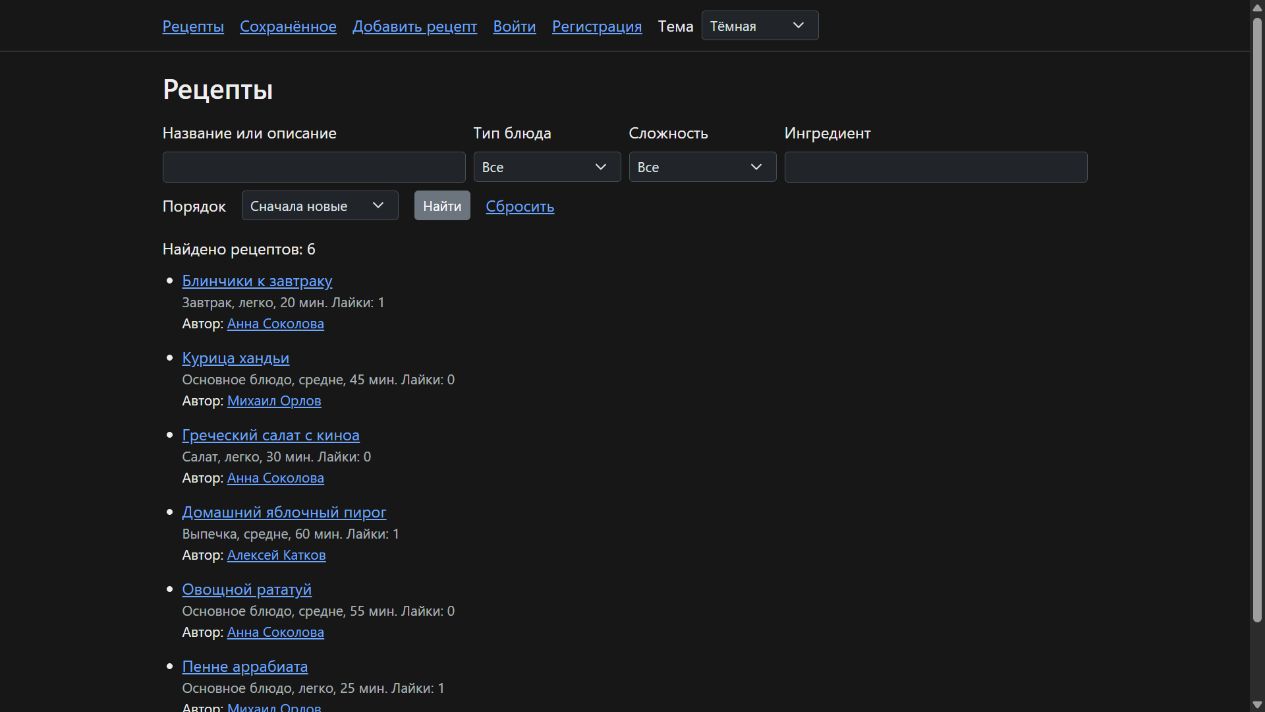 Рецепты Сохранённое Добавить рецепт Войти Регистрация Тема Тёмная
Рецепты
Название или описание Тип блюда Сложность Ингредиент
Все Все
Порядок Сначала новые Найти Сбросить
Найдено рецептов: 6
Блинчики к завтраку
Завтрак, легко, 20 мин. Лайки: 1
Автор: Анна Соколова
Курица хандьи
Основное блюдо, средне, 45 мин. Лайки: 0
Автор: Михаил Орлов
Греческий салат с киноа
Салат, легко, 30 мин. Лайки: 0
Автор: Анна Соколова
Домашний яблочный пирог
Выпечка, средне, 60 мин. Лайки: 1
Автор: Алексей Катков
Овощной рататуй
Основное блюдо, средне, 55 мин. Лайки: 0
Автор: Анна Соколова
Пенне аррабиата
Основное блюдо, легко, 25 мин. Лайки: 1
Автор: Михаил Орлов